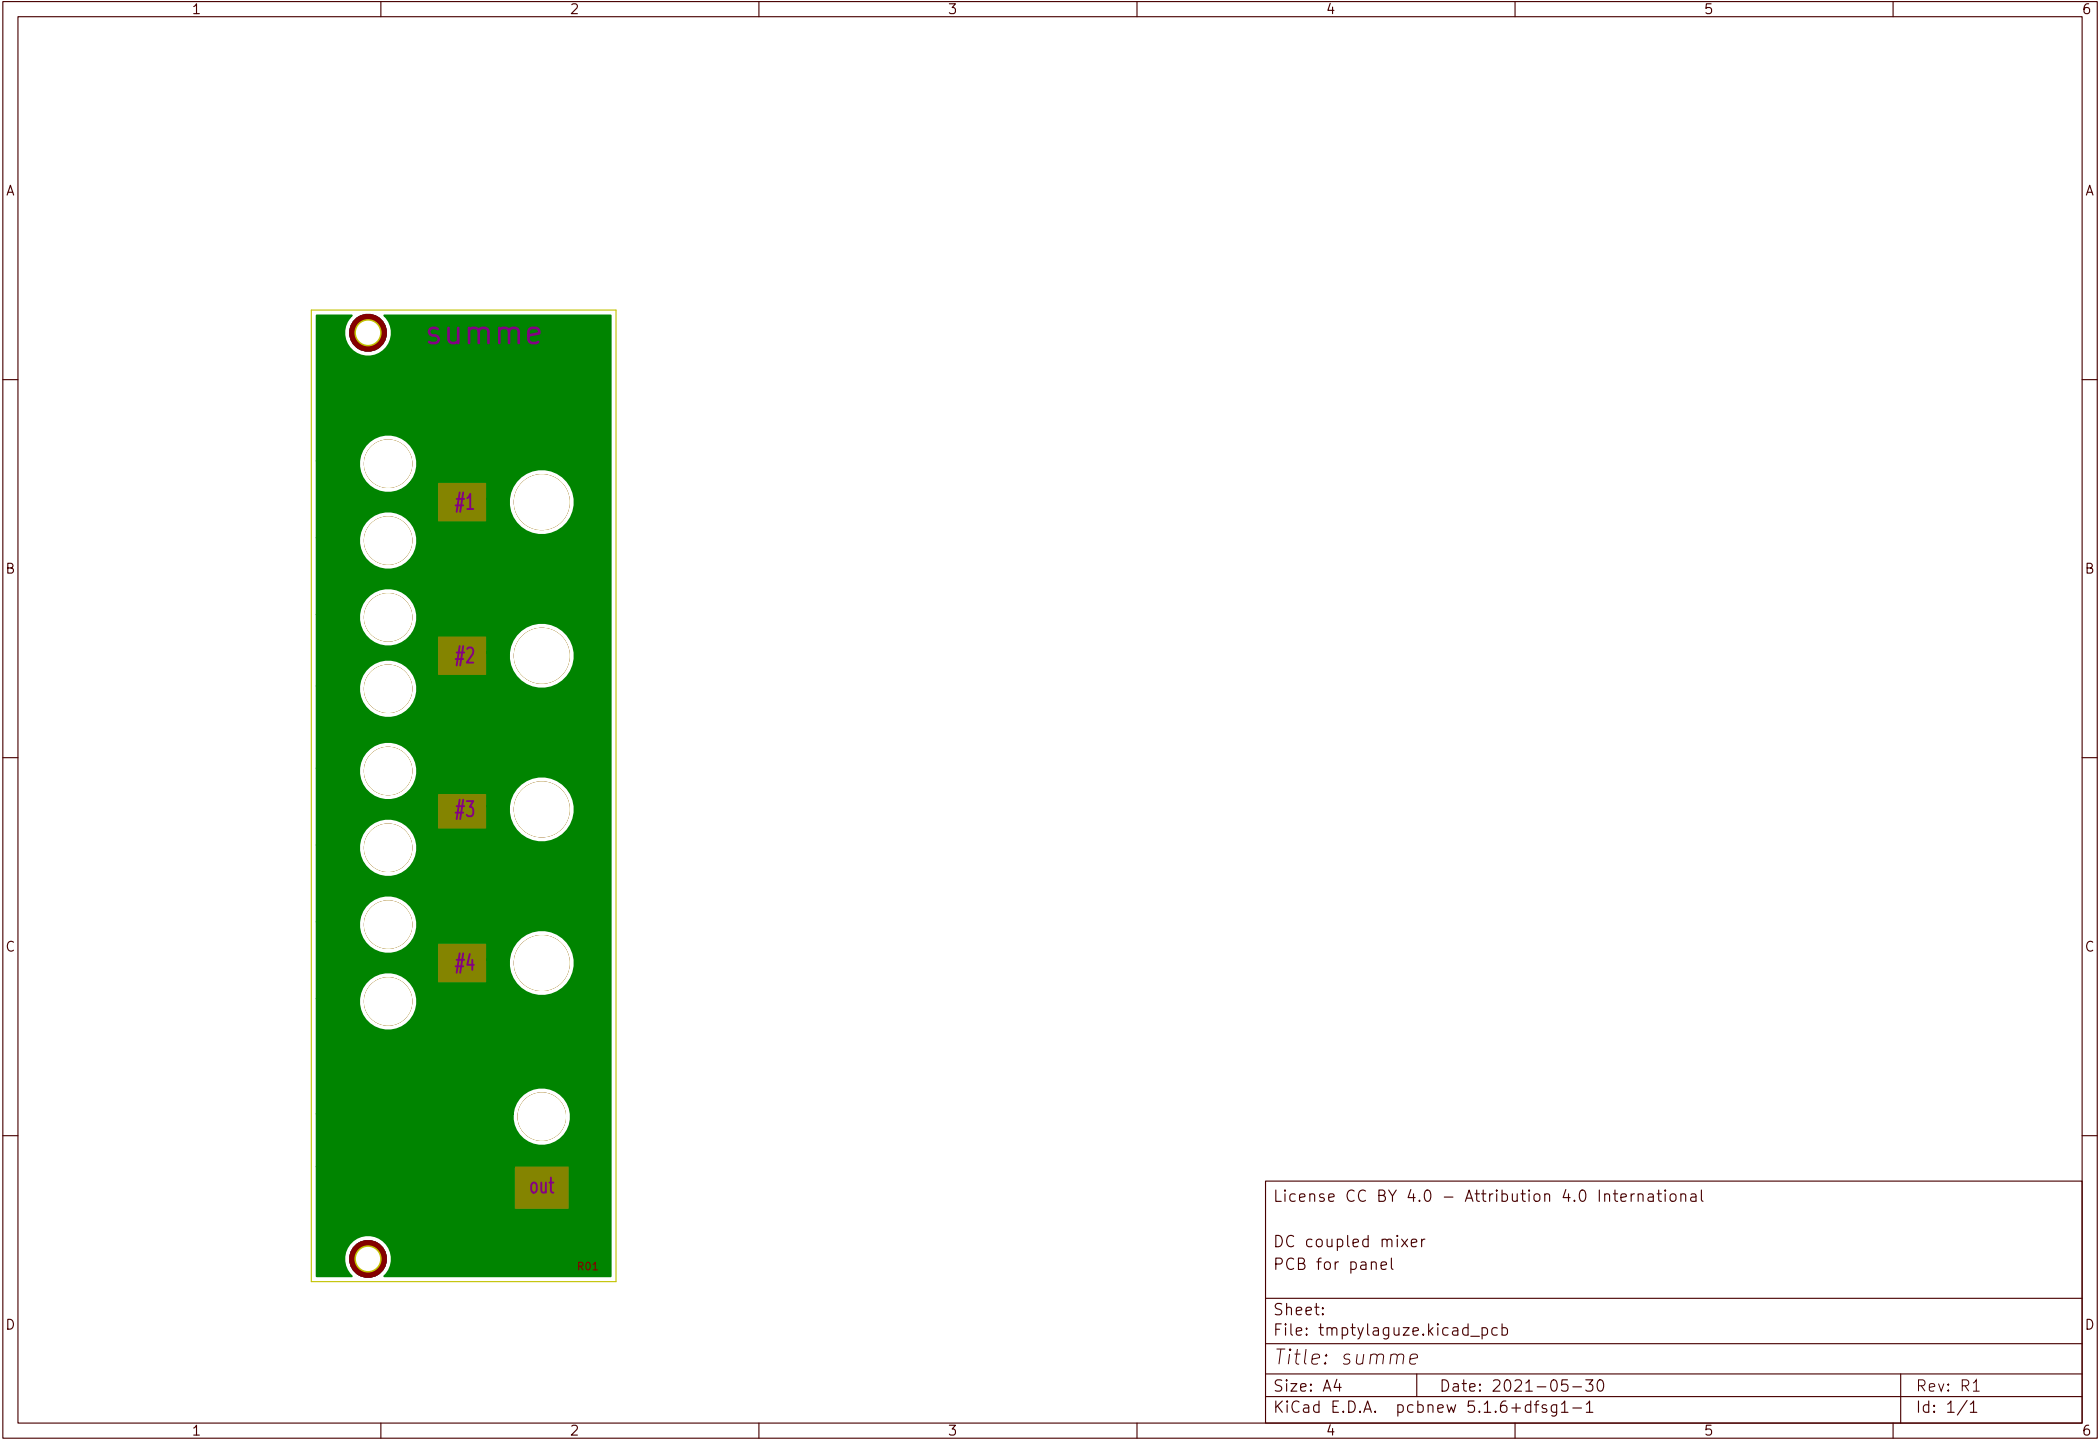 1 2 3 4 5 6
A A
summe
#1
B B
#2
#3
C C
#4
out
R01
License CC BY 4.0 – Attribution 4.0 International
DC coupled mixer
PCB for panel
Sheet:
File: tmptylaguze.kicad_pcb
D D
Title: summe
Size: A4 Date: 2021-05-30 Rev: R1
KiCad E.D.A. pcbnew 5.1.6+dfsg1-1 Id: 1/1
1 2 3 4 5 6